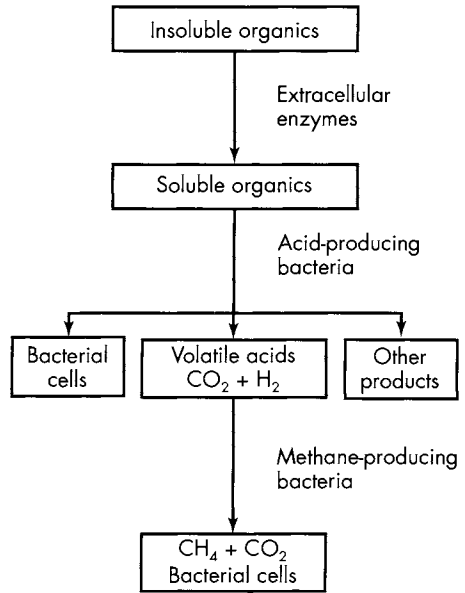 Insoluble organics
Extracellular
enzymes
Soluble organics
Acid-producing
bacteria
Bacterial
cells
Volatile acids
CO₂ + H₂
Other
products
Methane-producing
bacteria
CH₄ + CO₂
Bacterial cells